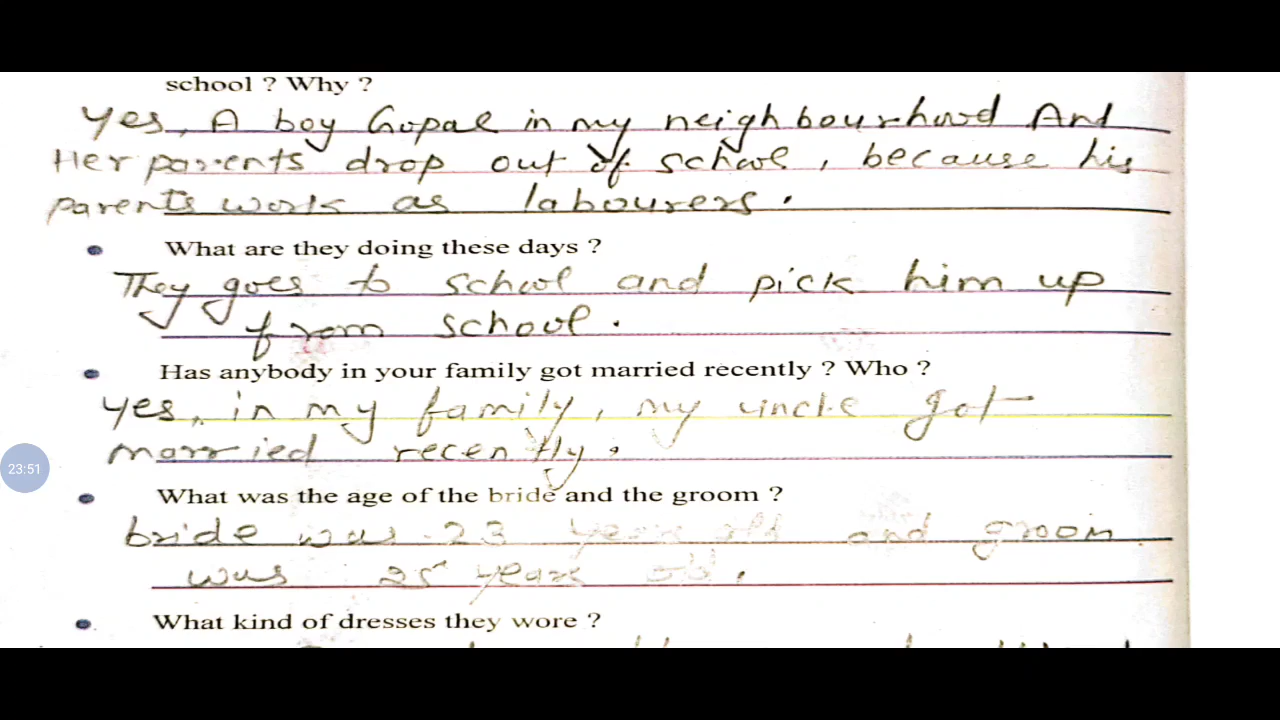 school ? Why ?
Yes, A boy Gopal in my neighbourhood And
Her parents drop out of school, because his
parents work as labourers.
What are they doing these days ?
They goes to school and pick him up
from school.
Has anybody in your family got married recently ? Who ?
Yes, in my family, my uncle got
married recently.
What was the age of the bride and the groom ?
bride was 23 years old and groom
was 25 years old.
What kind of dresses they wore ?
23:51